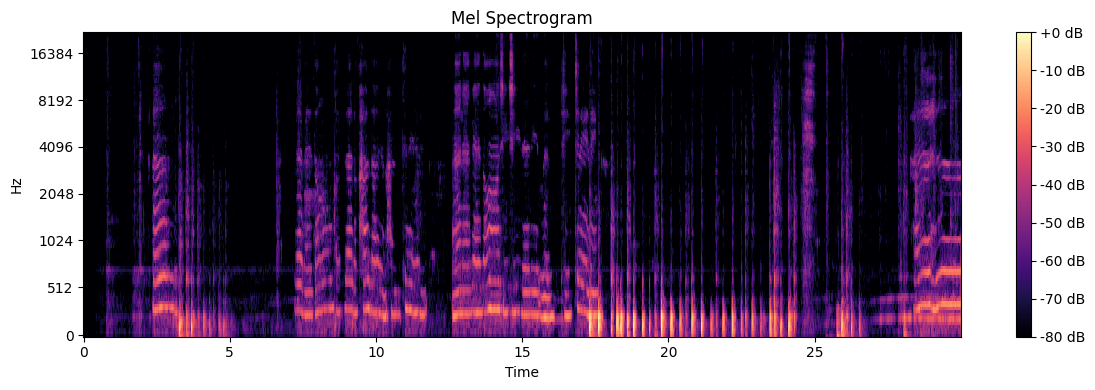 Mel Spectrogram
Hz
16384
8192
4096
2048
1024
512
0
0 5 10 15 20 25
Time
+0 dB
-10 dB
-20 dB
-30 dB
-40 dB
-50 dB
-60 dB
-70 dB
-80 dB